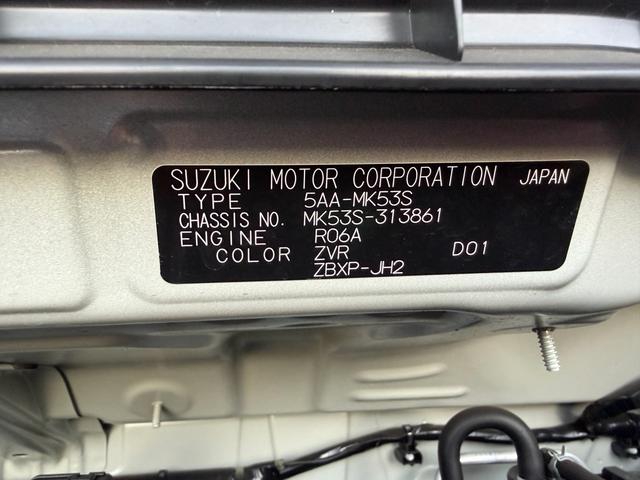 SUZUKI MOTOR CORPORATION JAPAN
TYPE 5AA-MK53S
CHASSIS NO. MK53S-313861
ENGINE R06A
COLOR ZVR D01
ZBXP-JH2